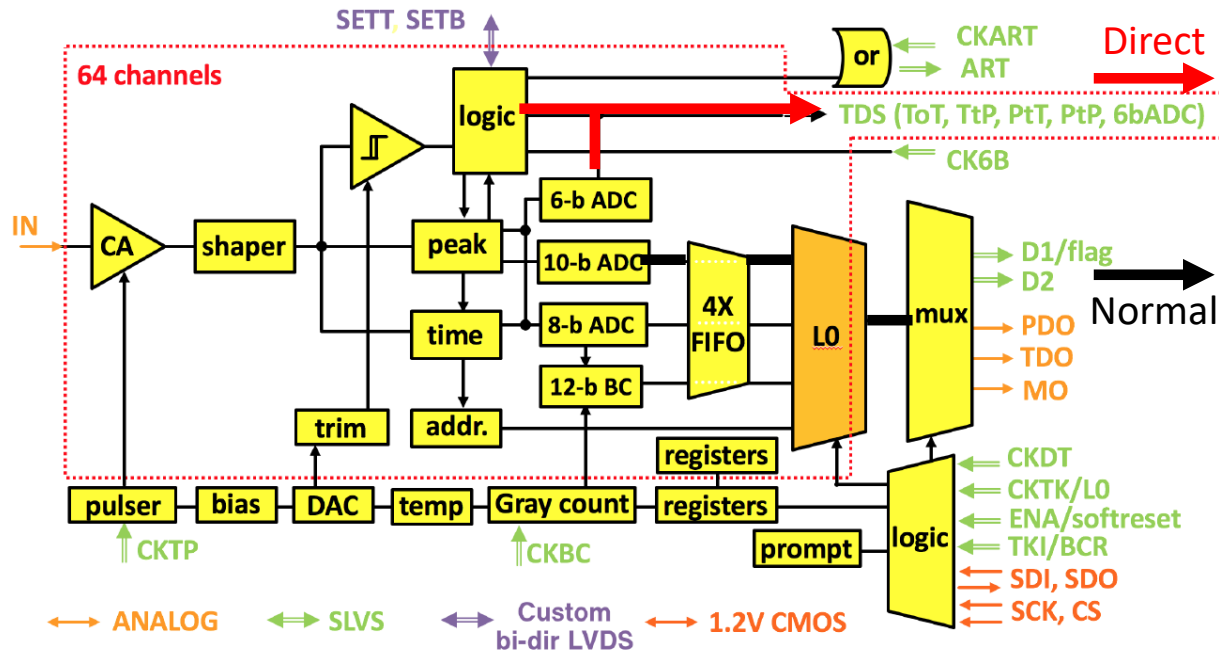 SETT, SETB
64 channels
or
CKART
ART
Direct
logic
TDS (ToT, TtP, PtT, PtP, 6bADC)
CK6B
6-b ADC
IN
CA
shaper
peak
10-b ADC
4X
FIFO
L0
mux
D1/flag
D2
Normal
time
8-b ADC
PDO
TDO
MO
12-b BC
trim
addr.
registers
pulser
bias
DAC
temp
Gray count
registers
logic
prompt
CKDT
CKTK/L0
ENA/softreset
TKI/BCR
SDI, SDO
SCK, CS
CKTP
CKBC
ANALOG
SLVS
Custom
bi-dir LVDS
1.2V CMOS